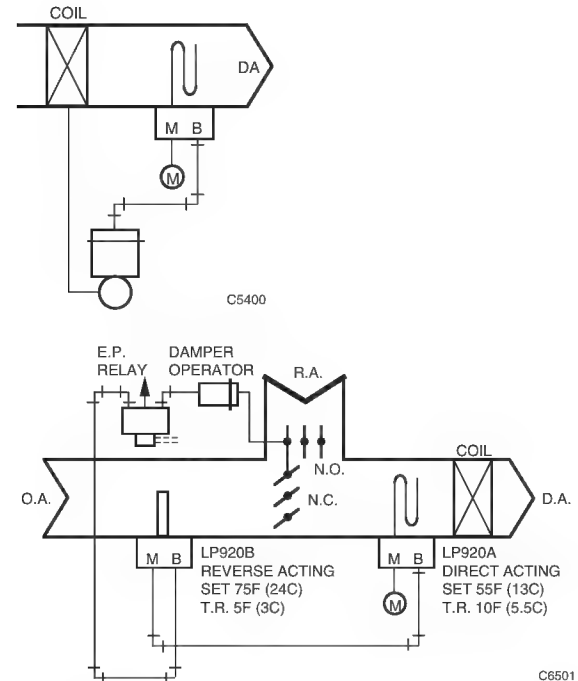 COIL
DA
M B
M
C5400
E.P. RELAY
DAMPER OPERATOR
R.A.
COIL
N.O.
O.A.
N.C.
D.A.
M B
LP920B
REVERSE ACTING
SET 75F (24C)
T.R. 5F (3C)
M B
M
LP920A
DIRECT ACTING
SET 55F (13C)
T.R. 10F (5.5C)
C6501